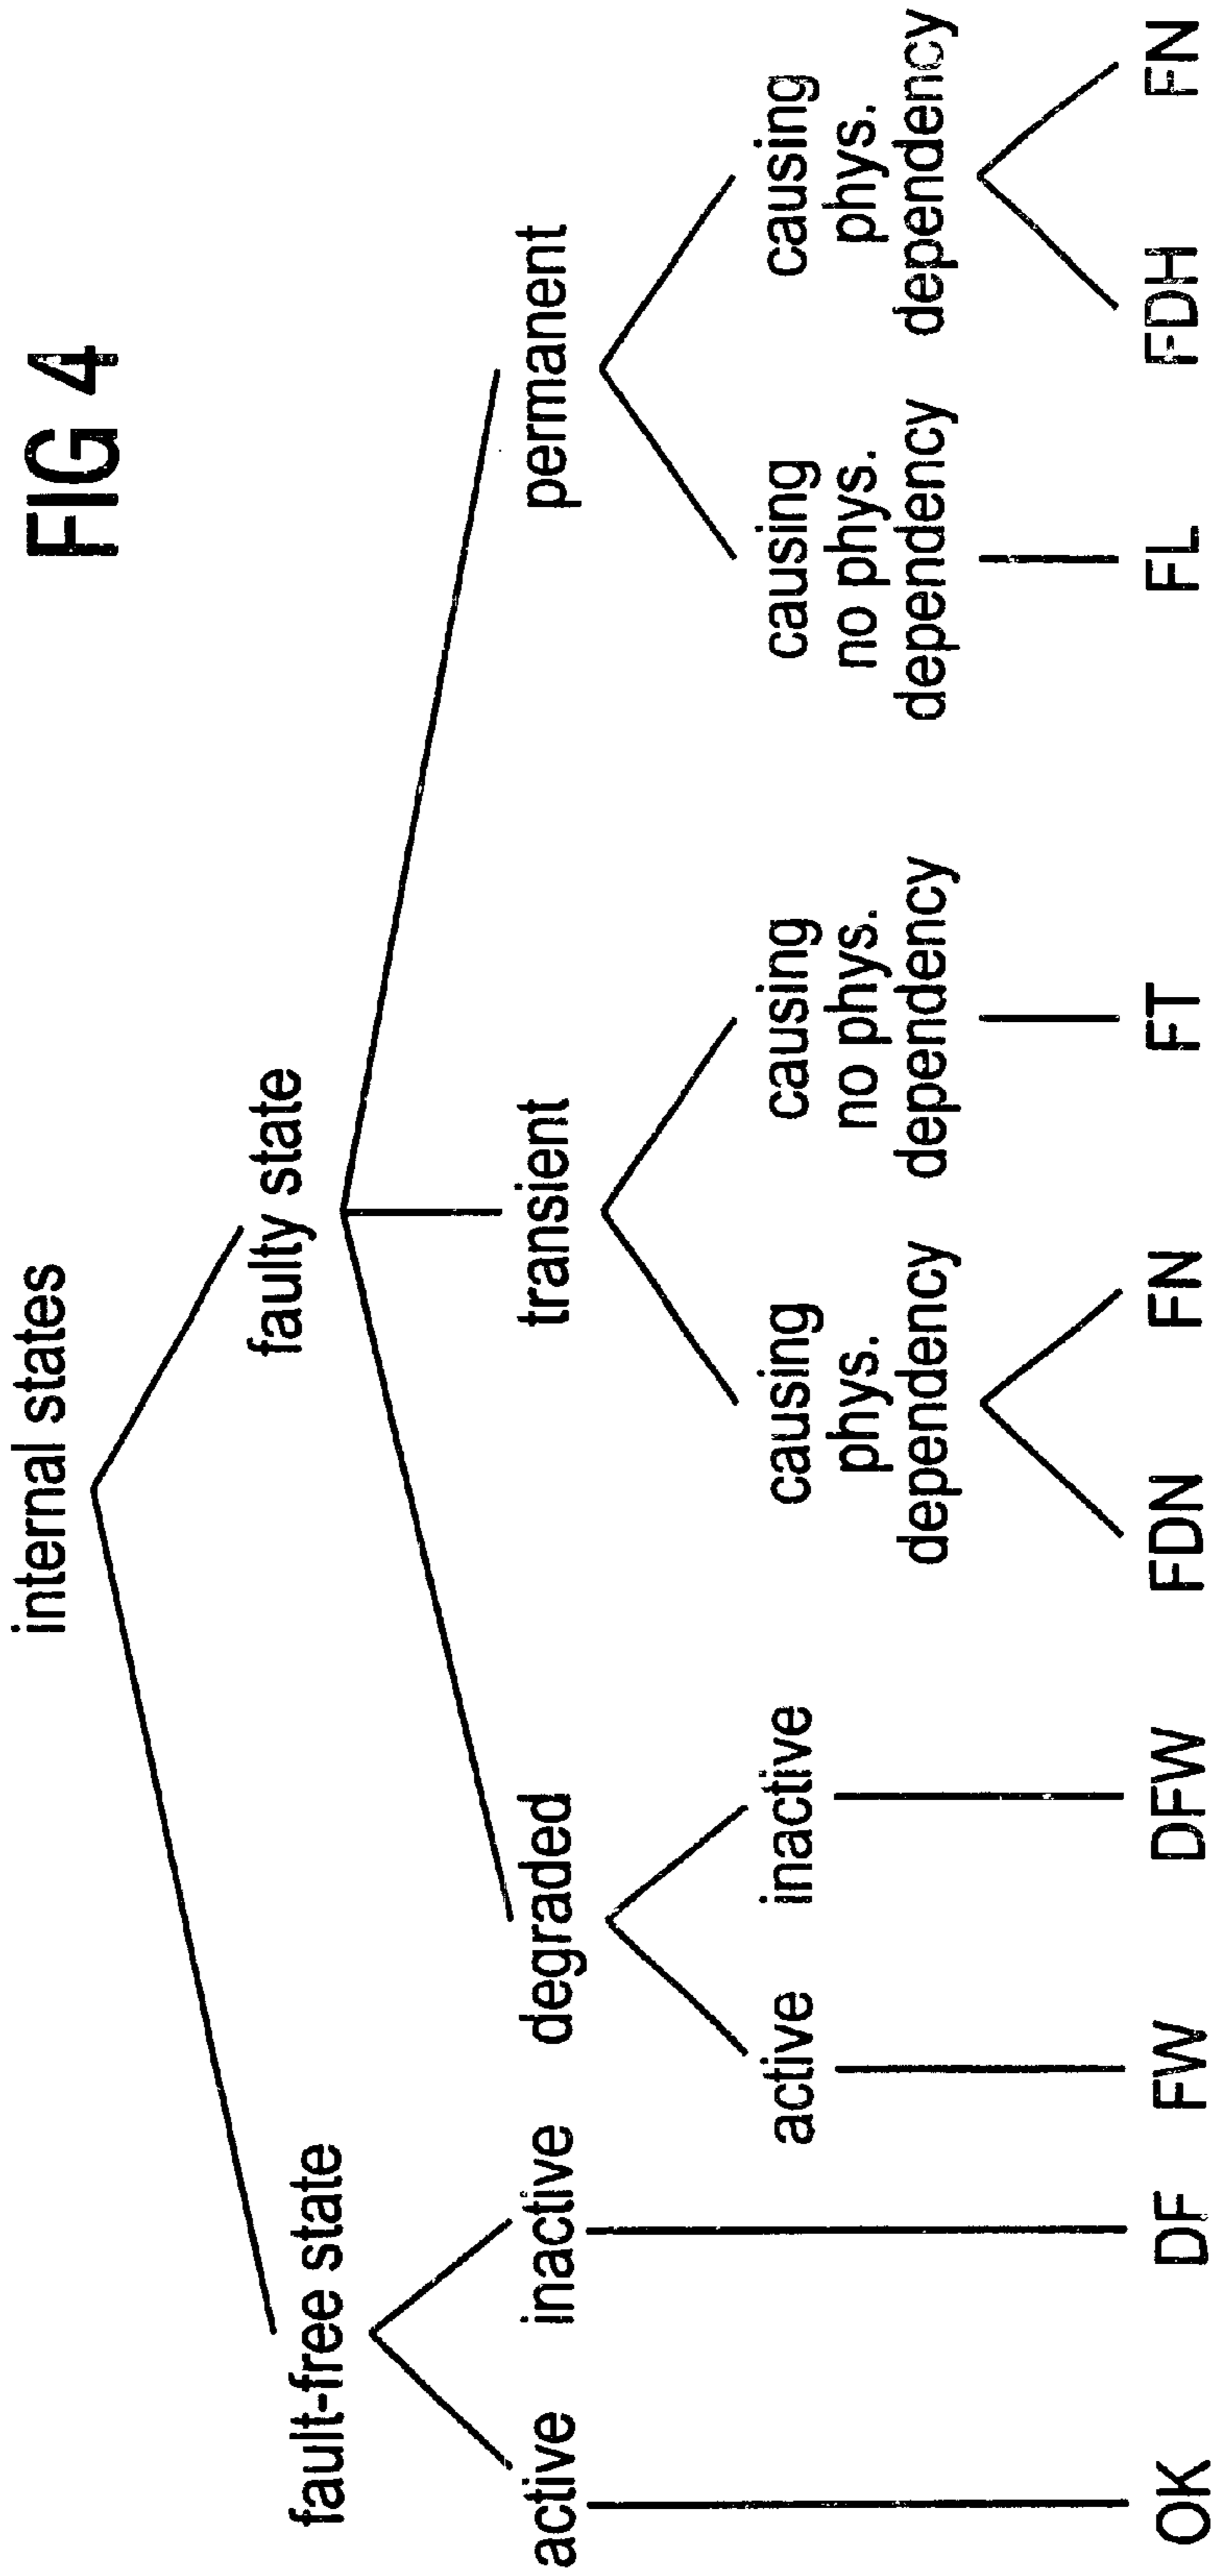 FIG 4
internal states
fault-free state
faulty state
active
inactive
degraded
transient
permanent
active
inactive
causing
phys.
dependency
causing
no phys.
dependency
causing
no phys.
dependency
causing
phys.
dependency
OK
DF
FW
DFW
FDN
FN
FT
FL
FDH
FN